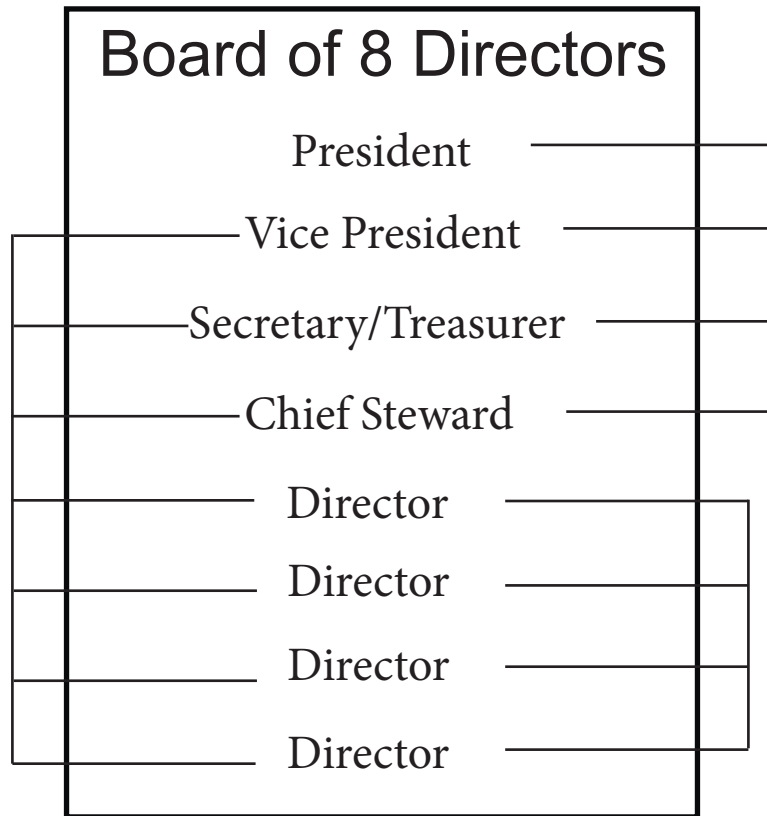 Board of 8 Directors
President
Vice President
Secretary/Treasurer
Chief Steward
Director
Director
Director
Director